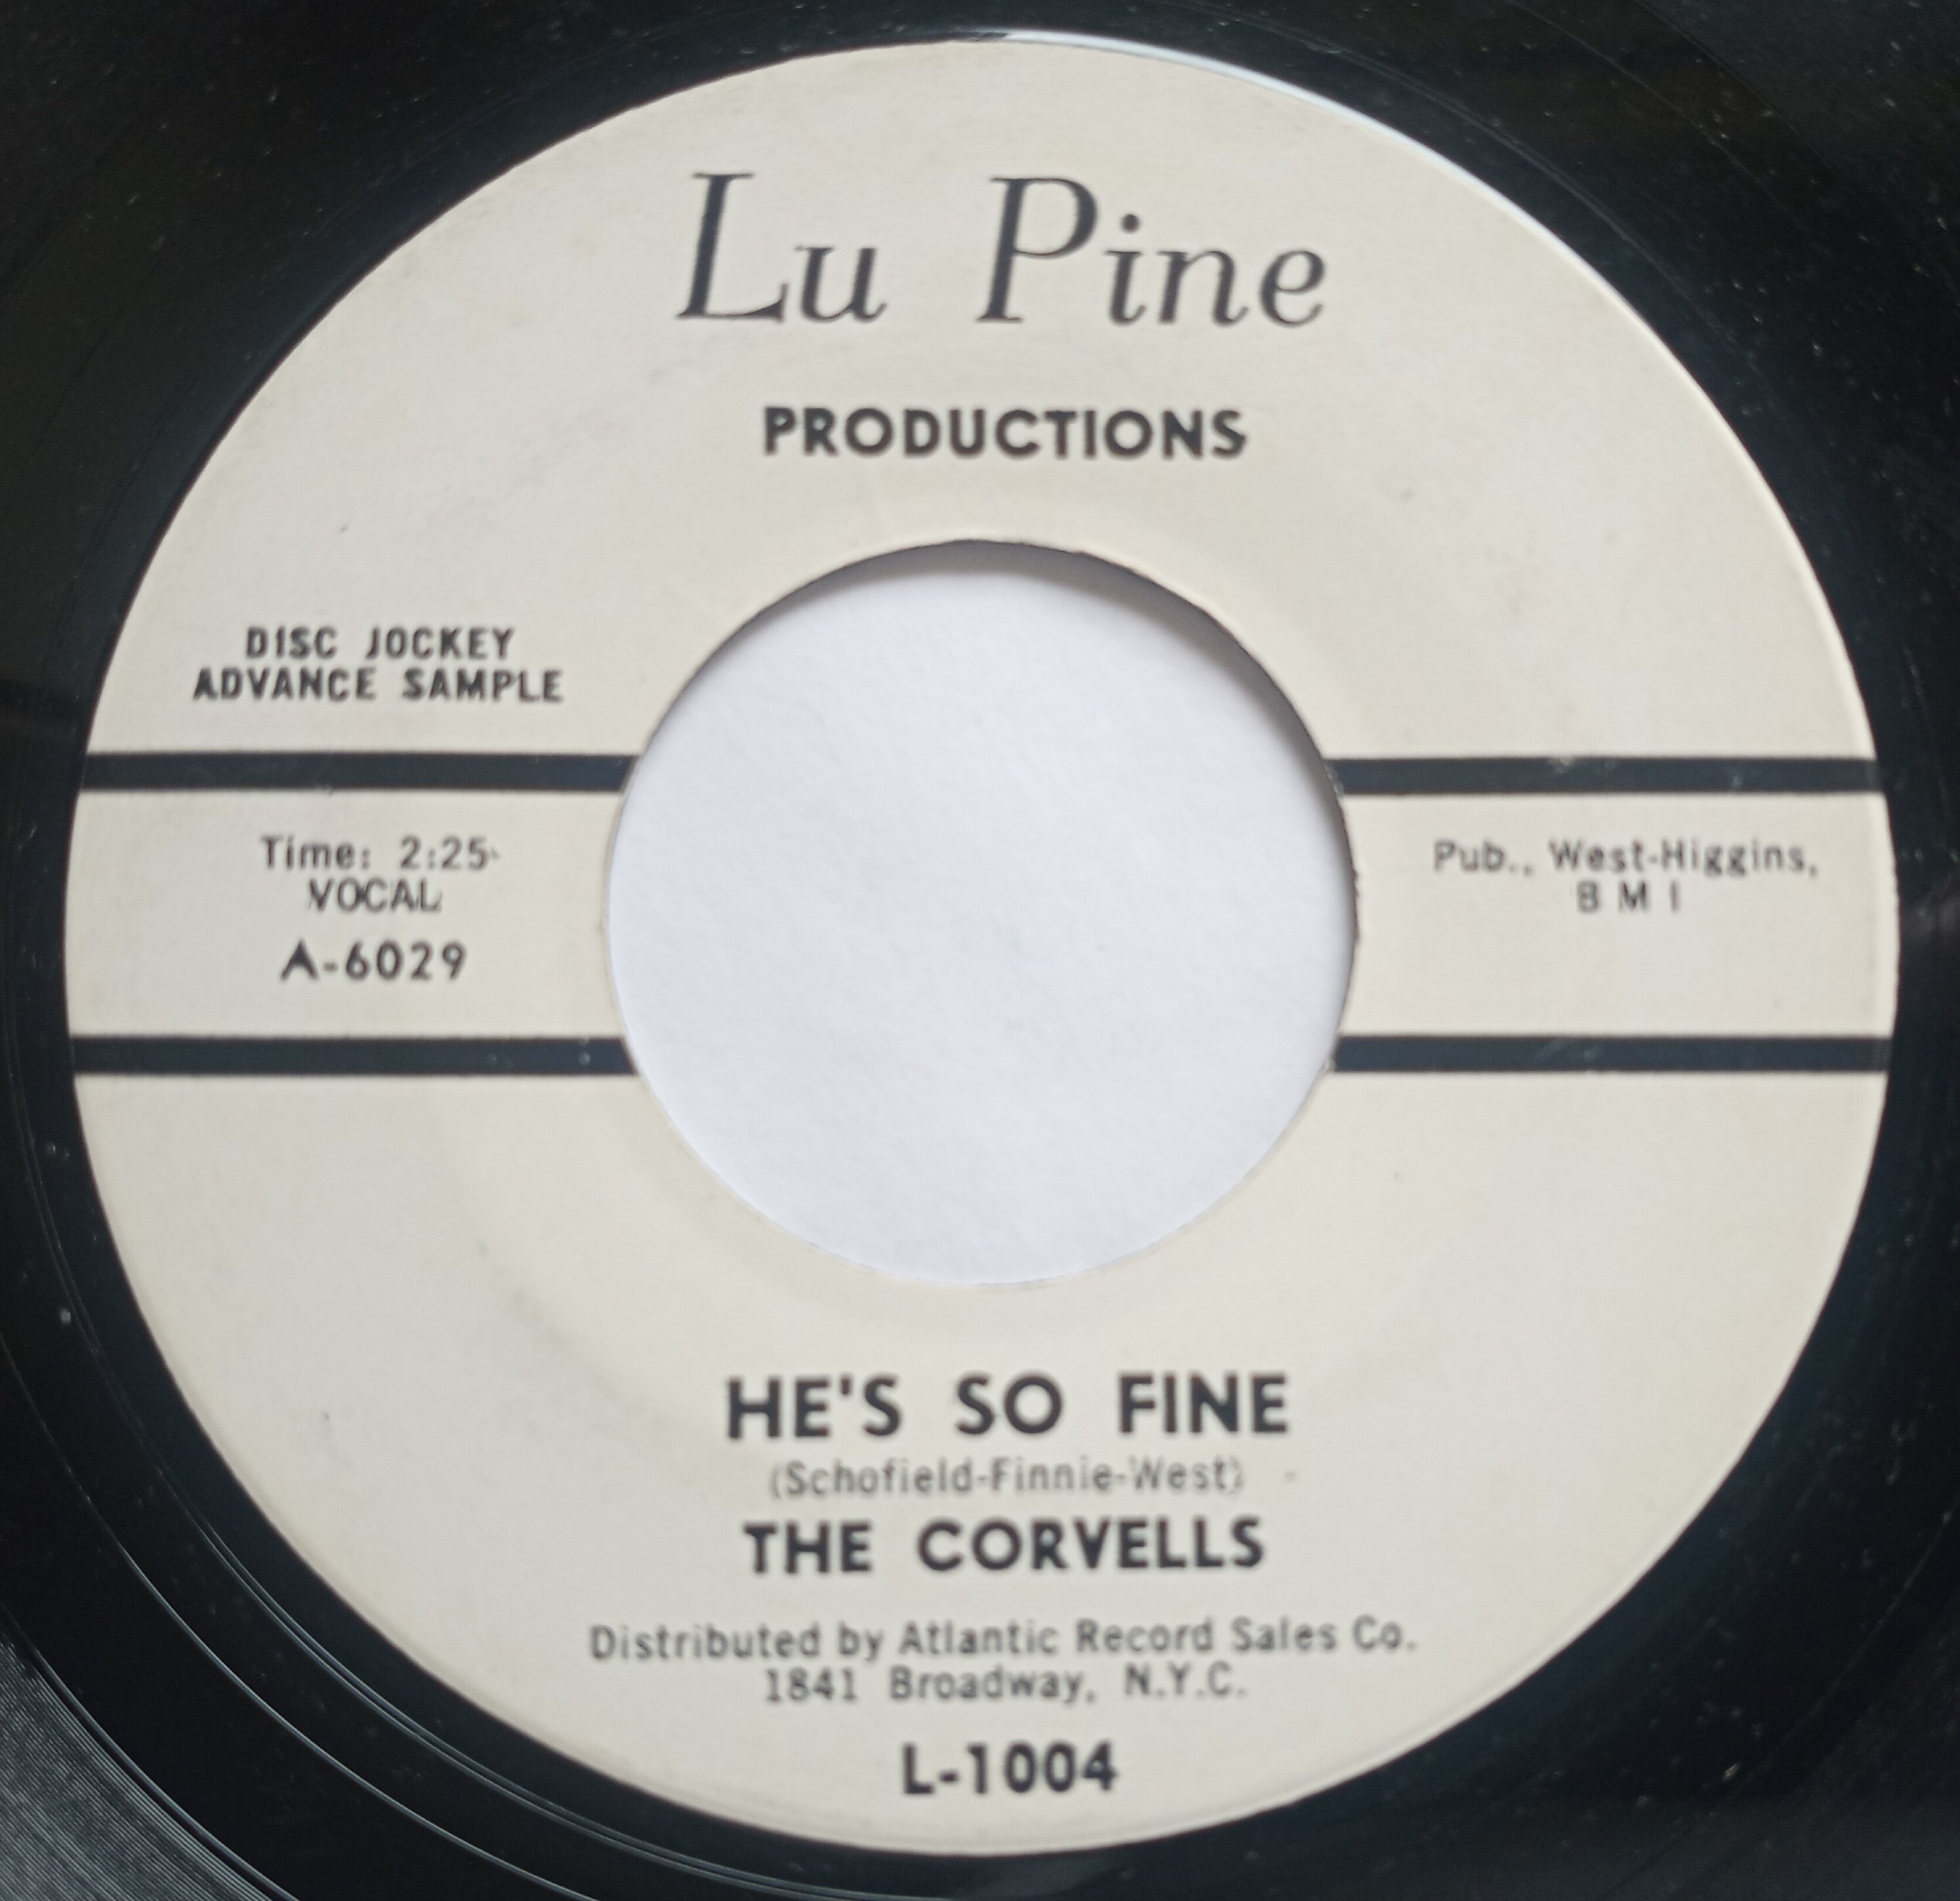 Lu Pine
PRODUCTIONS
DISC JOCKEY
ADVANCE SAMPLE
Time: 2:25
VOCAL
A-6029
Pub., West-Higgins,
B M I
HE'S SO FINE
(Schofield-Finnie-West)
THE CORVELLS
Distributed by Atlantic Record Sales Co.
1841 Broadway, N.Y.C.
L-1004